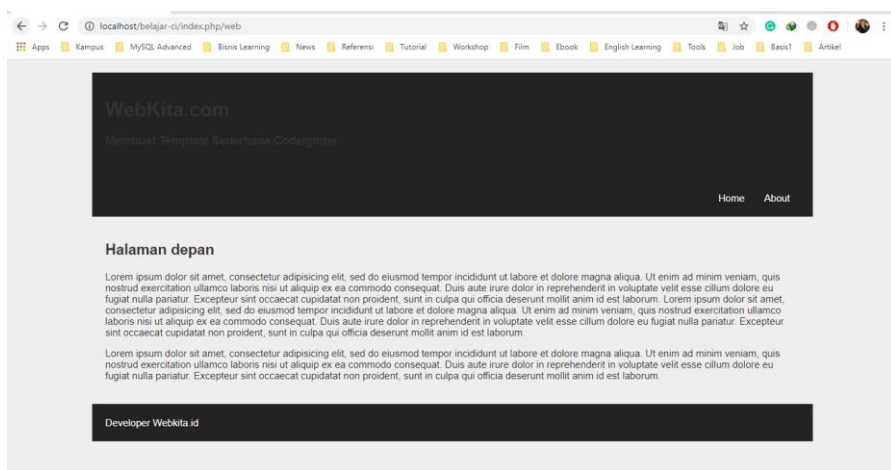 localhost/belajar-ci/index.php/web
Apps Kampus MySQL Advanced Bisnis Learning News Referensi Tutorial Workshop Film Ebook English Learning Tools Job Basis1 Artikel
WebKita.com
Membuat Template Sederhana Codeigniter
Home About
Halaman depan
Lorem ipsum dolor sit amet, consectetur adipisicing elit, sed do eiusmod tempor incididunt ut labore et dolore magna aliqua. Ut enim ad minim veniam, quis
nostrud exercitation ullamco laboris nisi ut aliquip ex ea commodo consequat. Duis aute irure dolor in reprehenderit in voluptate velit esse cillum dolore eu
fugiat nulla pariatur. Excepteur sint occaecat cupidatat non proident, sunt in culpa qui officia deserunt mollit anim id est laborum. Lorem ipsum dolor sit amet,
consectetur adipisicing elit, sed do eiusmod tempor incididunt ut labore et dolore magna aliqua. Ut enim ad minim veniam, quis nostrud exercitation ullamco
laboris nisi ut aliquip ex ea commodo consequat. Duis aute irure dolor in reprehenderit in voluptate velit esse cillum dolore eu fugiat nulla pariatur. Excepteur
sint occaecat cupidatat non proident, sunt in culpa qui officia deserunt mollit anim id est laborum.
Lorem ipsum dolor sit amet, consectetur adipisicing elit, sed do eiusmod tempor incididunt ut labore et dolore magna aliqua. Ut enim ad minim veniam, quis
nostrud exercitation ullamco laboris nisi ut aliquip ex ea commodo consequat. Duis aute irure dolor in reprehenderit in voluptate velit esse cillum dolore eu
fugiat nulla pariatur. Excepteur sint occaecat cupidatat non proident, sunt in culpa qui officia deserunt mollit anim id est laborum.
Developer Webkita.id